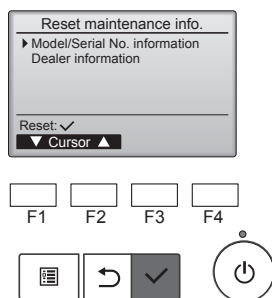 Reset maintenance info.
Model/Serial No. information
Dealer information
Reset:
Cursor
F1 F2 F3 F4